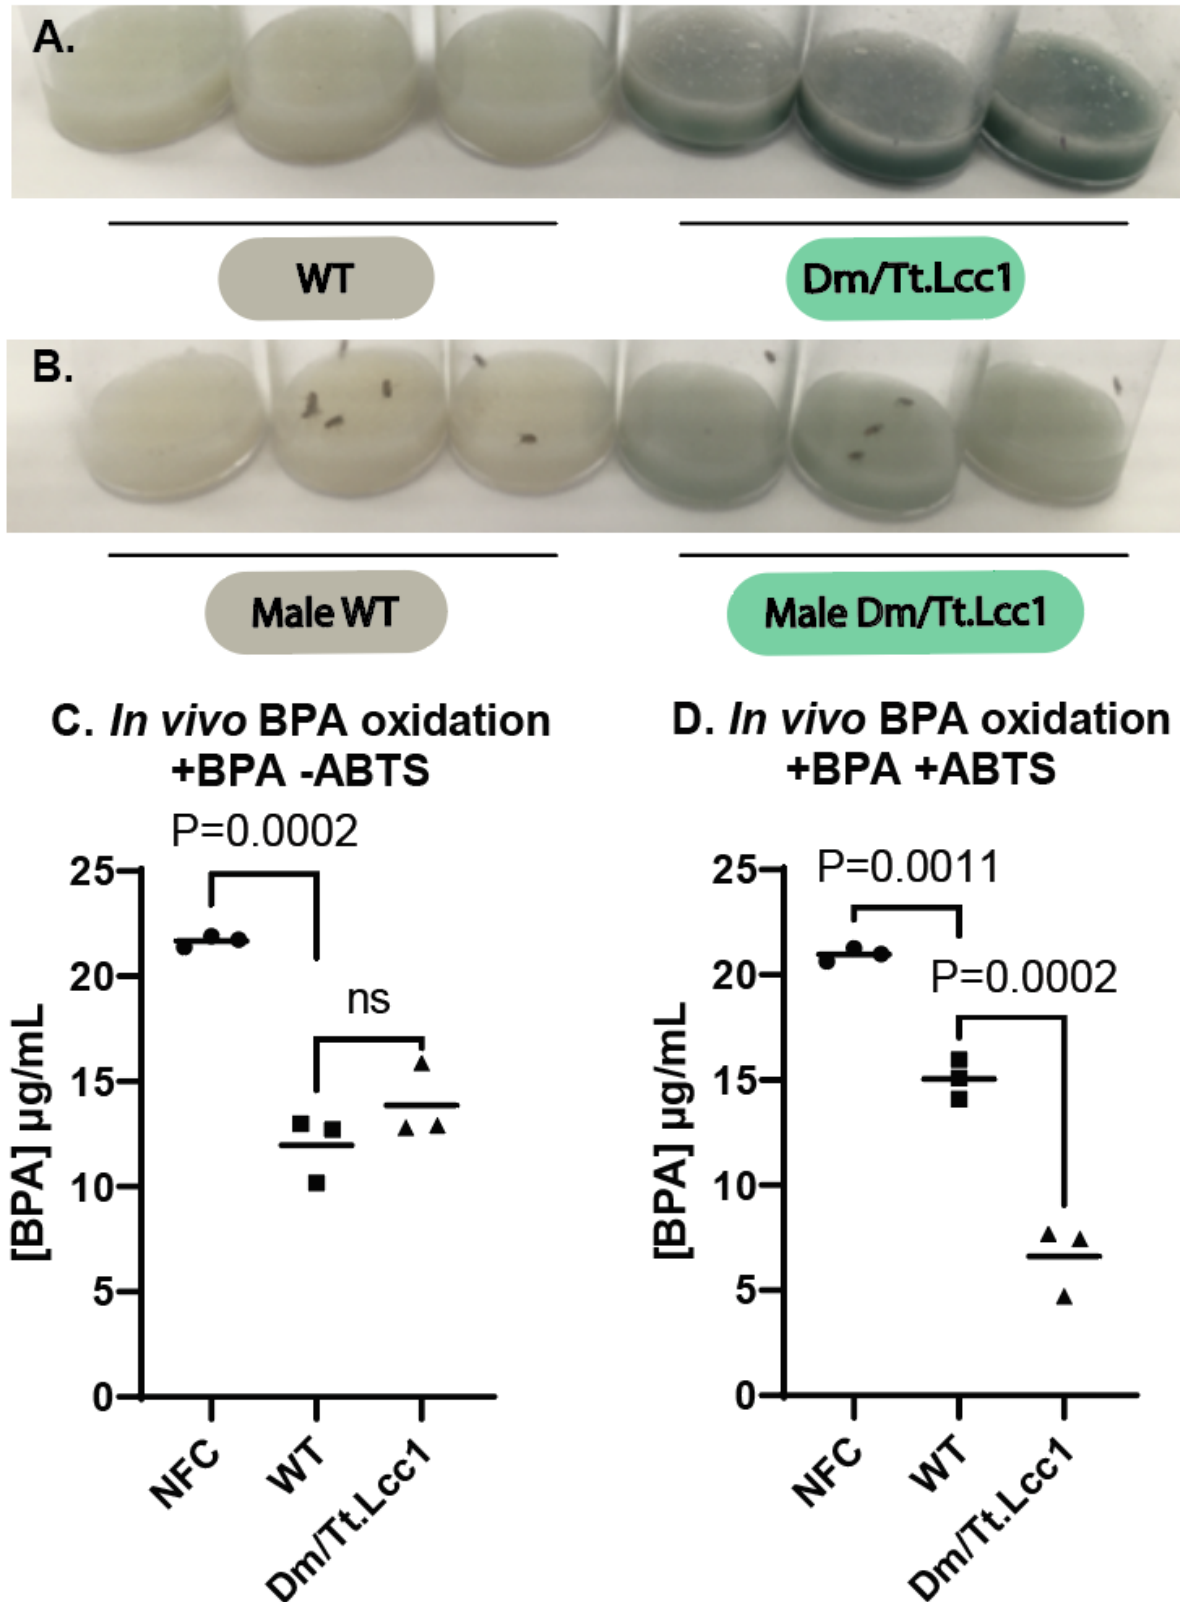 A.
WT
Dm/Tt.Lcc1
B.
Male WT
Male Dm/Tt.Lcc1
C. In vivo BPA oxidation
+BPA -ABTS
P=0.0002
ns
25
20
15
10
5
0
[BPA] µg/mL
NFC
WT
Dm/Tt.Lcc1
D. In vivo BPA oxidation
+BPA +ABTS
P=0.0011
P=0.0002
25
20
15
10
5
0
[BPA] µg/mL
NFC
WT
Dm/Tt.Lcc1